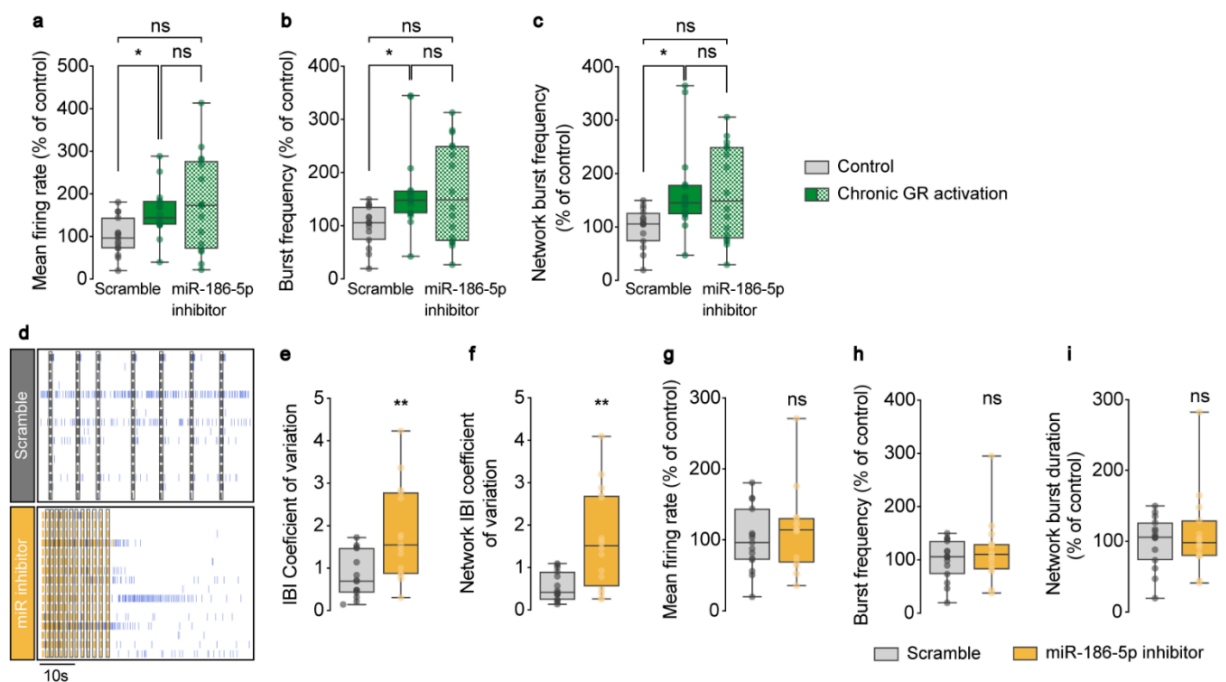 a
ns
*
ns
Mean firing rate (% of control)
500
400
300
200
100
0
Scramble
miR-186-5p
inhibitor
b
ns
*
ns
Burst frequency (% of control)
400
300
200
100
0
Scramble
miR-186-5p
inhibitor
c
ns
*
ns
Network burst frequency
(% of control)
400
300
200
100
0
Scramble
miR-186-5p
inhibitor
Control
Chronic GR activation
d
Scramble
miR inhibitor
10s
e
IBI Coeficient of variation
5
4
3
2
1
0
**
f
Network IBI coefficient
of variation
5
4
3
2
1
0
**
g
Mean firing rate (% of control)
300
200
100
0
ns
h
Burst frequency (% of control)
400
300
200
100
0
ns
i
Network burst duration
(% of control)
300
200
100
0
ns
Scramble
miR-186-5p inhibitor